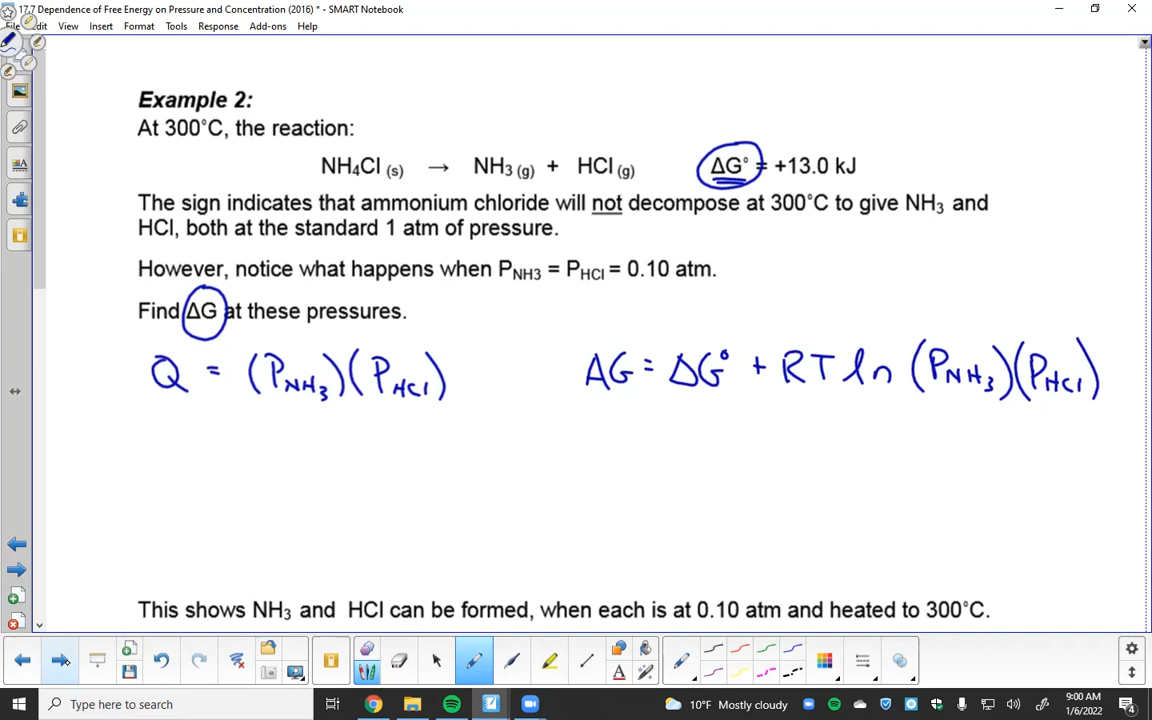 17.7 Dependence of Free Energy on Pressure and Concentration (2016) * - SMART Notebook
Edit View Insert Format Tools Response Add-ons Help
Example 2:
At 300°C, the reaction:
NH₄Cl (s) → NH₃ (g) + HCl (g) ΔG° = +13.0 kJ
The sign indicates that ammonium chloride will not decompose at 300°C to give NH₃ and
HCl, both at the standard 1 atm of pressure.
However, notice what happens when PNH3 = PHCl = 0.10 atm.
Find ΔG at these pressures.
Q = (PNH₃)(PHCl) ΔG = ΔG° + RT ln (PNH₃)(PHCl)
This shows NH₃ and HCl can be formed, when each is at 0.10 atm and heated to 300°C.
Type here to search
10°F Mostly cloudy
9:00 AM
1/6/2022
4